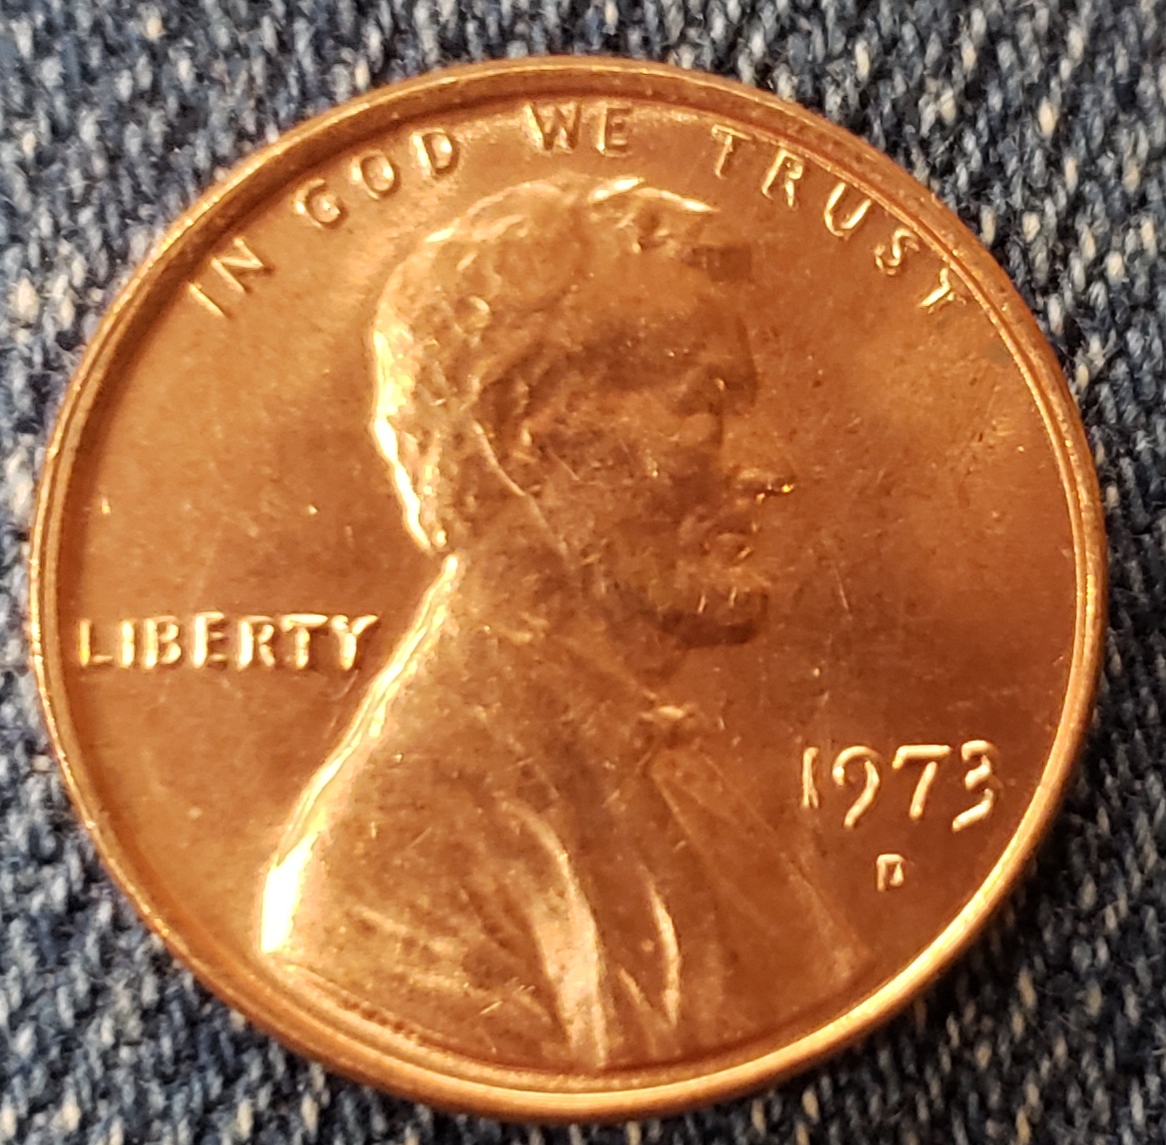 IN GOD WE TRUST
LIBERTY
1973
D